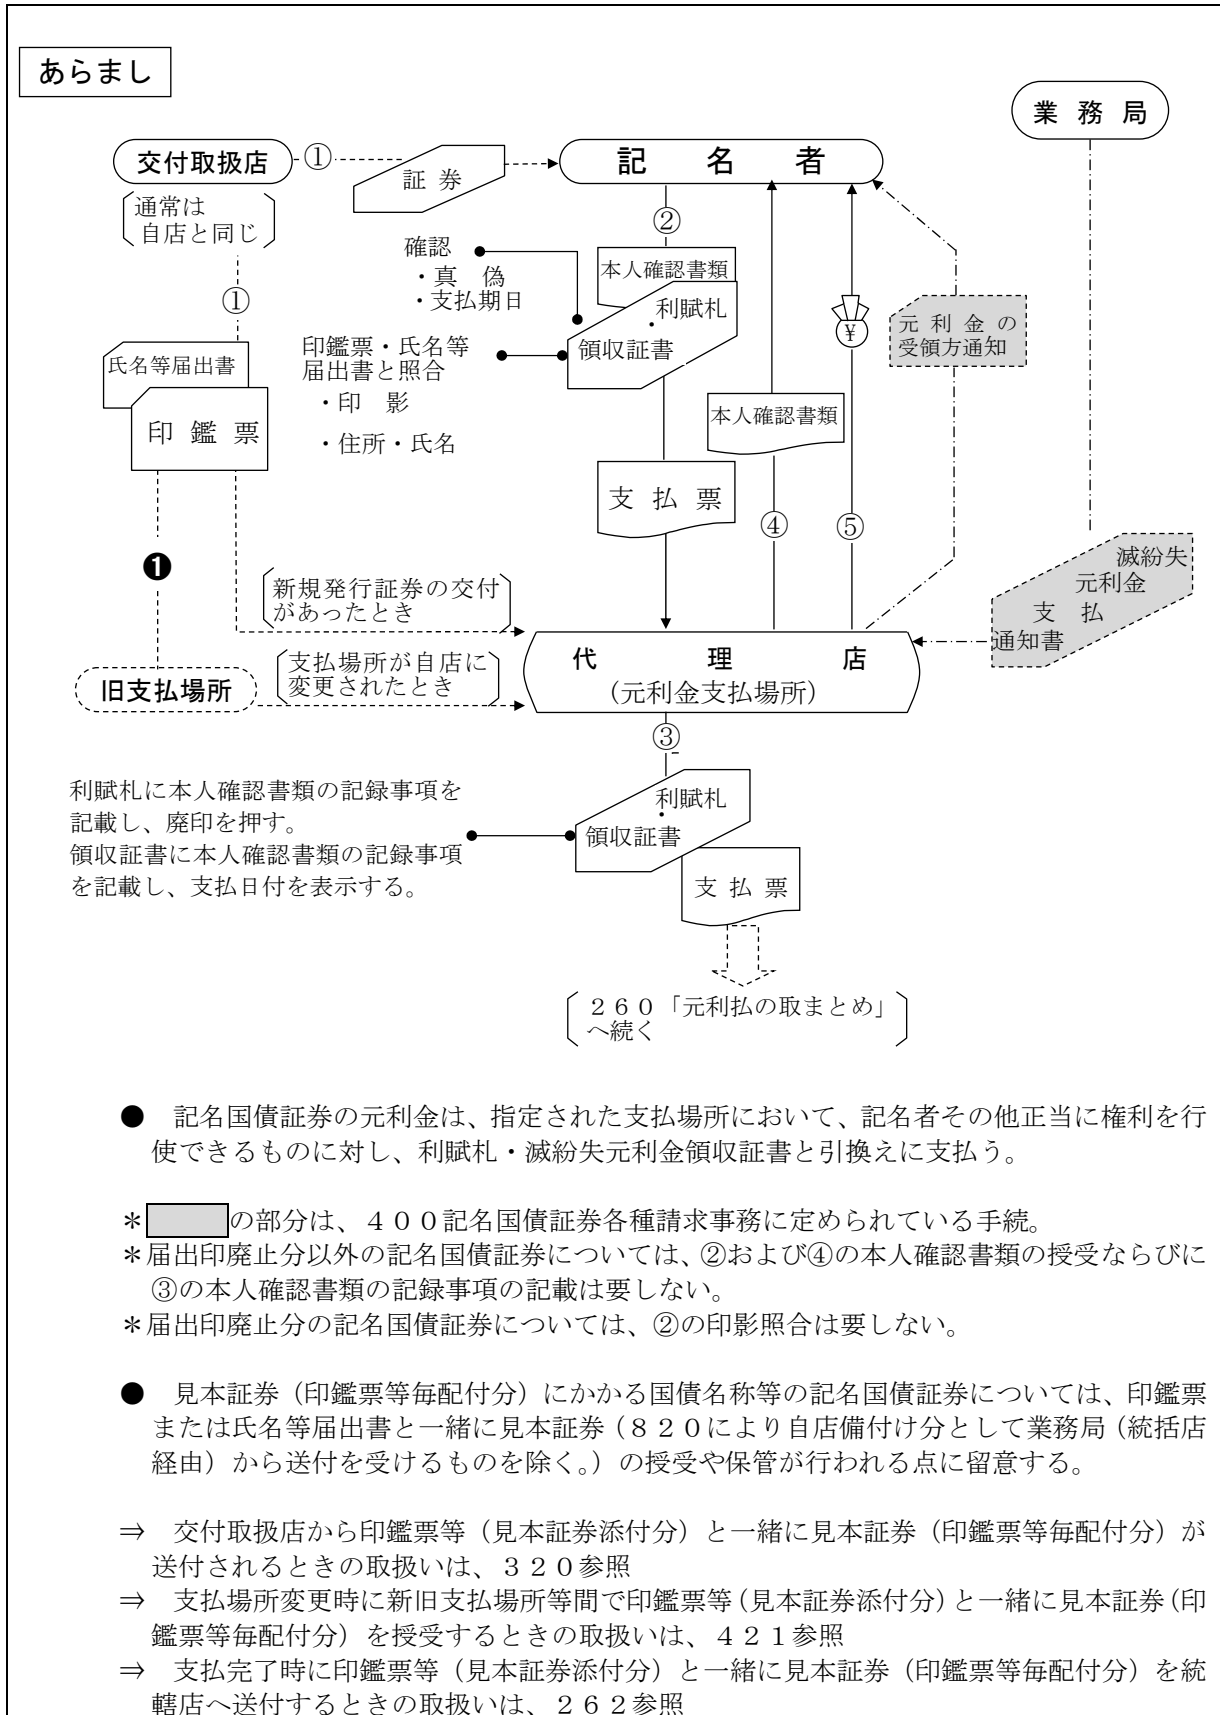 あらまし
業務局
交付取扱店
①
証券
記名者
通常は
自店と同じ
①
②
確認
・真 偽
・支払期日
本人確認書類
利賦札
・
領収証書
¥
元利金の
受領方通知
氏名等届出書
印鑑票
印鑑票・氏名等
届出書と照合
・印 影
・住所・氏名
本人確認書類
支払票
④
⑤
❶
新規発行証券の交付
があったとき
滅紛失
元利金
支 払
通知書
旧支払場所
支払場所が自店に
変更されたとき
代理店
(元利金支払場所)
③
利賦札に本人確認書類の記録事項を
記載し、廃印を押す。
領収証書に本人確認書類の記録事項
を記載し、支払日付を表示する。
利賦札
・
領収証書
支払票
260「元利払の取まとめ」
へ続く
● 記名国債証券の元利金は、指定された支払場所において、記名者その他正当に権利を行
使できるものに対し、利賦札・滅紛失元利金領収証書と引換えに支払う。
＊ の部分は、400記名国債証券各種請求事務に定められている手続。
＊届出印廃止分以外の記名国債証券については、②および④の本人確認書類の授受ならびに
③の本人確認書類の記録事項の記載は要しない。
＊届出印廃止分の記名国債証券については、②の印影照合は要しない。
● 見本証券（印鑑票等毎配付分）にかかる国債名称等の記名国債証券については、印鑑票
または氏名等届出書と一緒に見本証券（820により自店備付け分として業務局（統括店
経由）から送付を受けるものを除く。）の授受や保管が行われる点に留意する。
⇒ 交付取扱店から印鑑票等（見本証券添付分）と一緒に見本証券（印鑑票等毎配付分）が
送付されるときの取扱いは、320参照
⇒ 支払場所変更時に新旧支払場所等間で印鑑票等（見本証券添付分）と一緒に見本証券（印
鑑票等毎配付分）を授受するときの取扱いは、421参照
⇒ 支払完了時に印鑑票等（見本証券添付分）と一緒に見本証券（印鑑票等毎配付分）を統
轄店へ送付するときの取扱いは、262参照